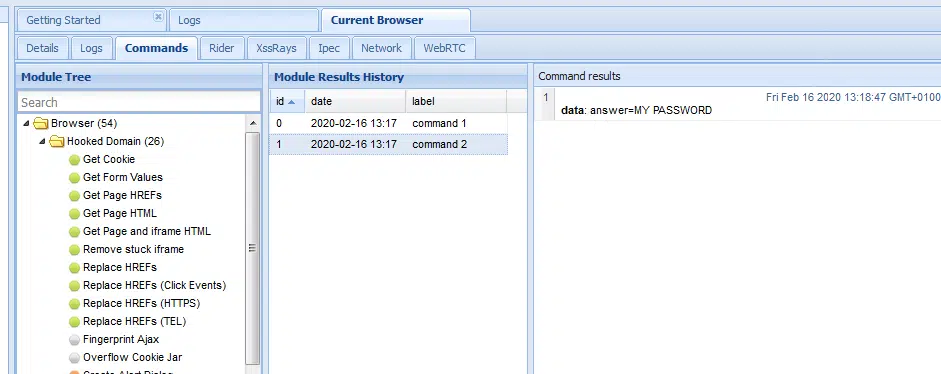 Getting Started
Logs
Current Browser
Details
Logs
Commands
Rider
XssRays
Ipec
Network
WebRTC
Module Tree
Search
Browser (54)
Hooked Domain (26)
Get Cookie
Get Form Values
Get Page HREFs
Get Page HTML
Get Page and iframe HTML
Remove stuck iframe
Replace HREFs
Replace HREFs (Click Events)
Replace HREFs (HTTPS)
Replace HREFs (TEL)
Fingerprint Ajax
Overflow Cookie Jar
Create Alert Dialog
Module Results History
id date label
0 2020-02-16 13:17 command 1
1 2020-02-16 13:17 command 2
Command results
1 Fri Feb 16 2020 13:18:47 GMT+0100
data: answer=MY PASSWORD